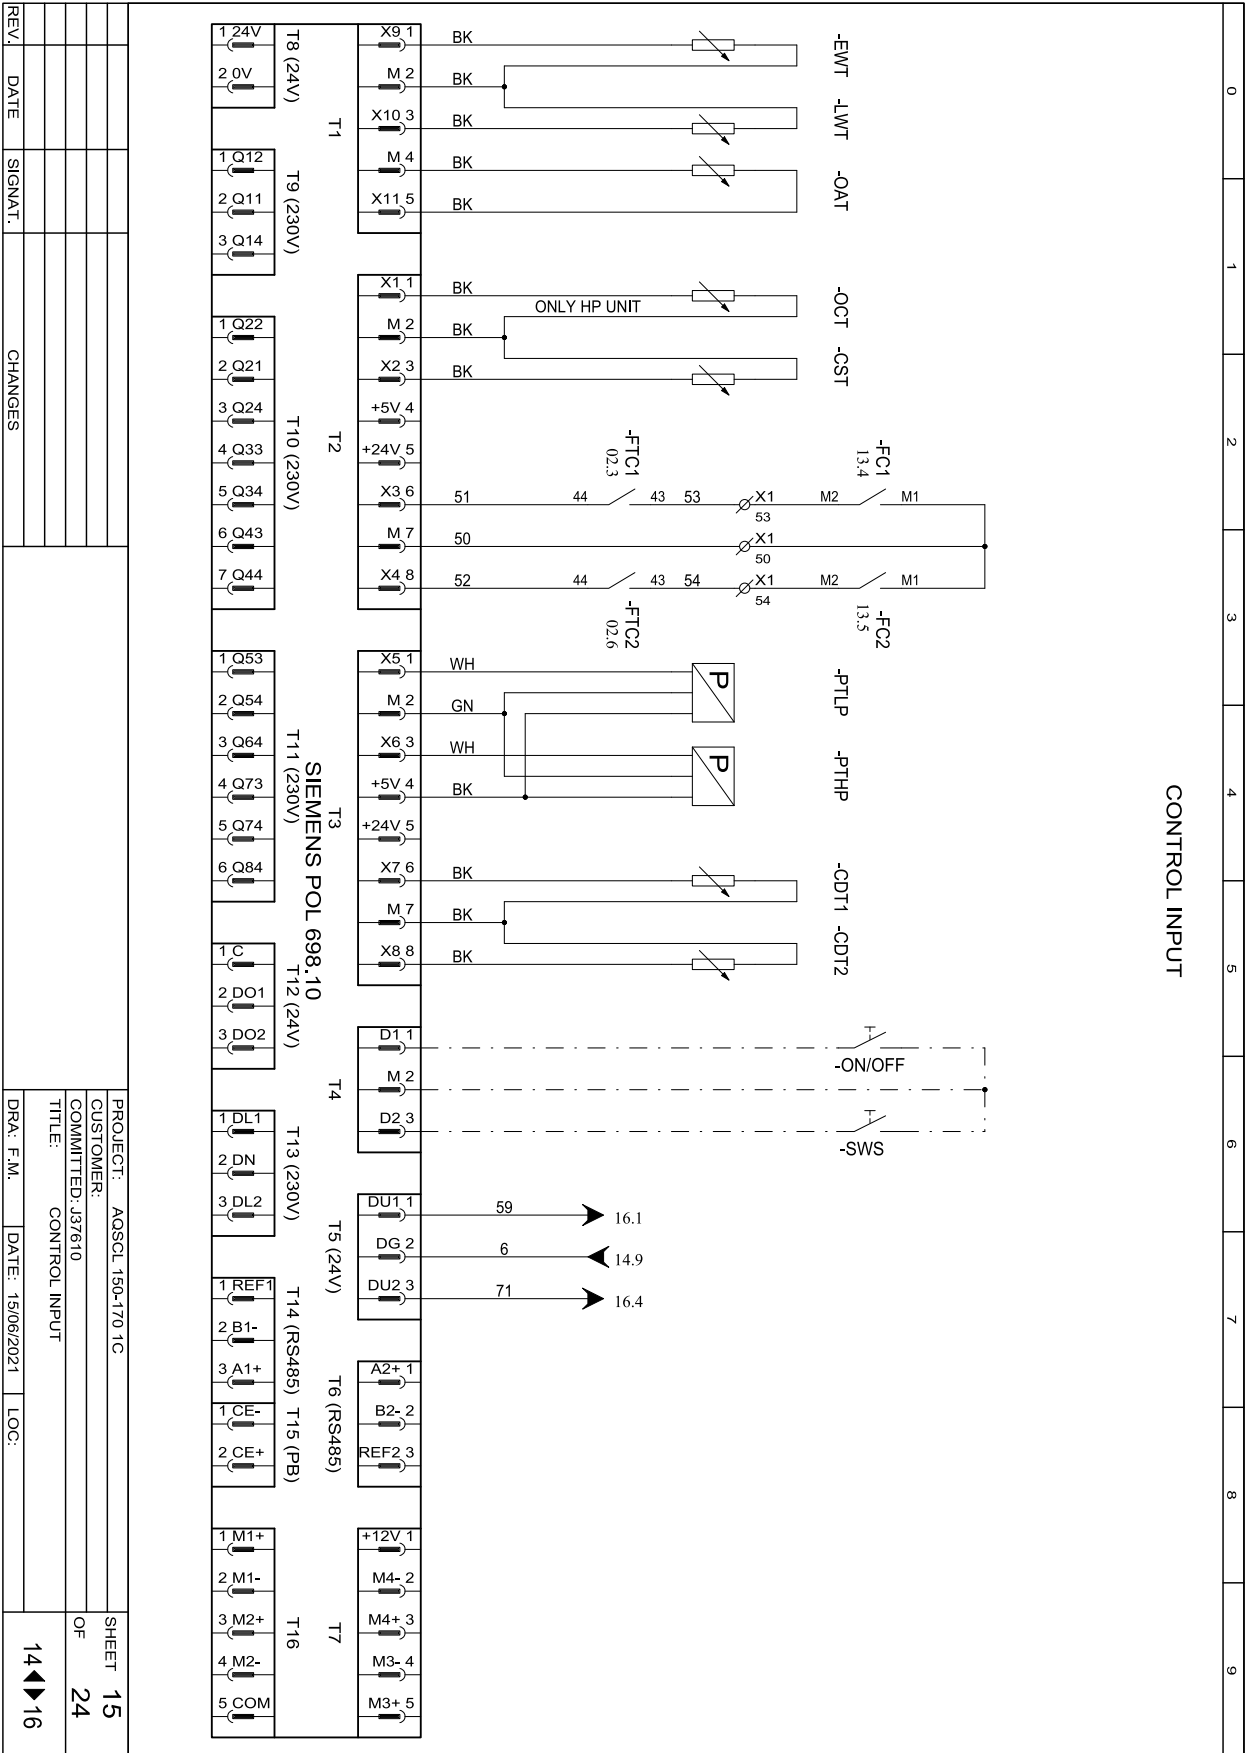 0 1 2 3 4 5 6 7 8 9
CONTROL INPUT
-EWT -LWT -OAT -OCT -CST
-FC1
13.4
-FC2
13.5
-PTLP -PTHP -CDT1 -CDT2
-ON/OFF
-SWS
-FTC1
02.3
-FTC2
02.6
P
P
ONLY HP UNIT
T1
X9 1 BK
M 2 BK
X10 3 BK
M 4 BK
X11 5 BK
T2
X1 1 BK
M 2 BK
X2 3 BK
+5V 4
+24V 5
X3 6 51 44 43 53 X1 53 M2 M1
M 7 50 X1 50
X4 8 52 44 43 54 X1 54 M2 M1
T3
X5 1 WH
M 2 GN
X6 3 WH
+5V 4 BK
+24V 5
X7 6 BK
M 7 BK
X8 8 BK
T4
D1 1
M 2
D2 3
T5 (24V)
DU1 1 59 16.1
DG 2 6 14.9
DU2 3 71 16.4
T6 (RS485)
A2+ 1
B2- 2
REF2 3
T7
+12V 1
M4- 2
M4+ 3
M3- 4
M3+ 5
SIEMENS POL 698.10
T8 (24V)
1 24V
2 0V
T9 (230V)
1 Q12
2 Q11
3 Q14
T10 (230V)
1 Q22
2 Q21
3 Q24
4 Q33
5 Q34
6 Q43
7 Q44
T11 (230V)
1 Q53
2 Q54
3 Q64
4 Q73
5 Q74
6 Q84
T12 (24V)
1 C
2 DO1
3 DO2
T13 (230V)
1 DL1
2 DN
3 DL2
T14 (RS485)
1 REF1
2 B1-
3 A1+
T15 (PB)
1 CE-
2 CE+
T16
1 M1+
2 M1-
3 M2+
4 M2-
5 COM
REV. DATE SIGNAT. CHANGES
PROJECT: AQSCL 150-170 1C
CUSTOMER:
COMMITTED: J37610
TITLE: CONTROL INPUT
DRA: F.M. DATE: 15/06/2021 LOC:
SHEET 15
OF 24
14◀▶16